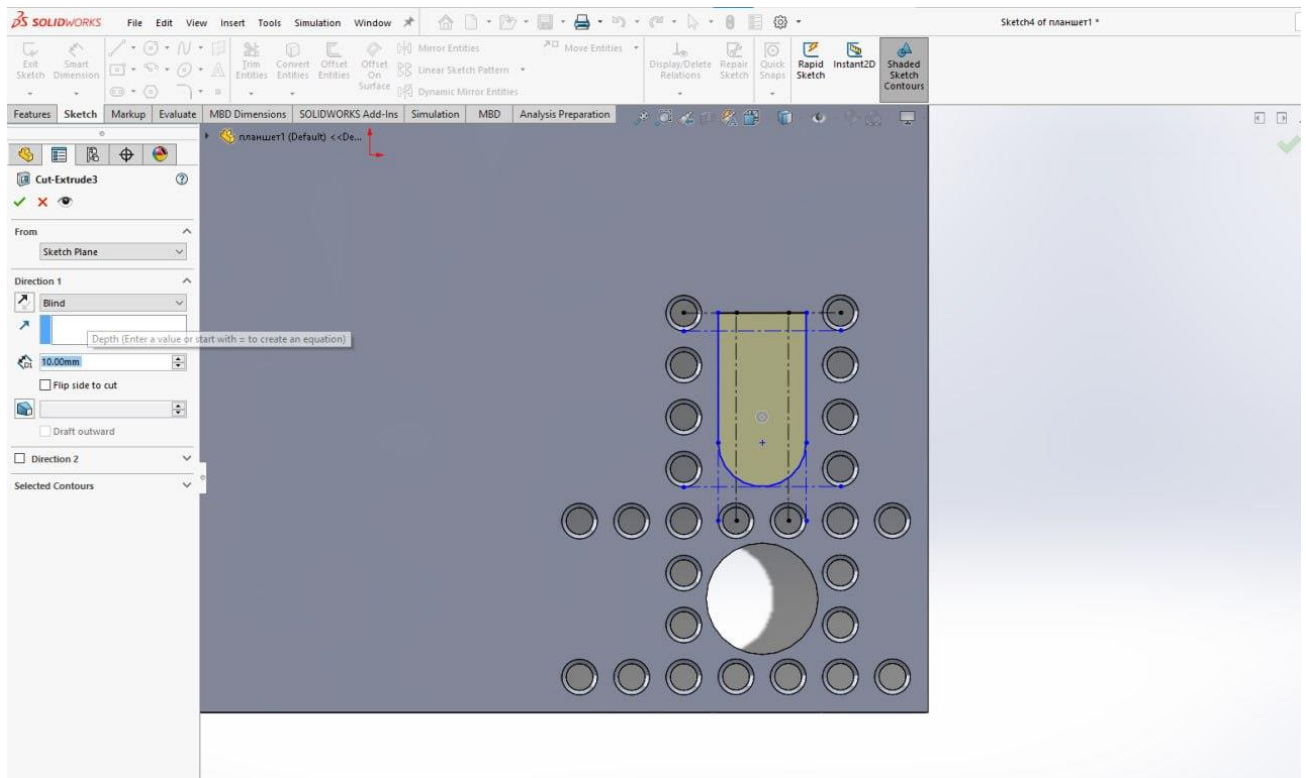 SOLIDWORKS File Edit View Insert Tools Simulation Window Sketch4 of планшет1 *
Exit Sketch Smart Dimension Trim Entities Convert Entities Offset Entities Offset On Surface Mirror Entities Linear Sketch Pattern Dynamic Mirror Entities Move Entities Display/Delete Relations Repair Sketch Quick Snaps Rapid Sketch Instant2D Shaded Sketch Contours
Features Sketch Markup Evaluate MBD Dimensions SOLIDWORKS Add-Ins Simulation MBD Analysis Preparation
планшет1 (Default) <<De...
Cut-Extrude3
From
Sketch Plane
Direction 1
Blind
Depth (Enter a value or start with = to create an equation)
10.00mm
Flip side to cut
Draft outward
Direction 2
Selected Contours